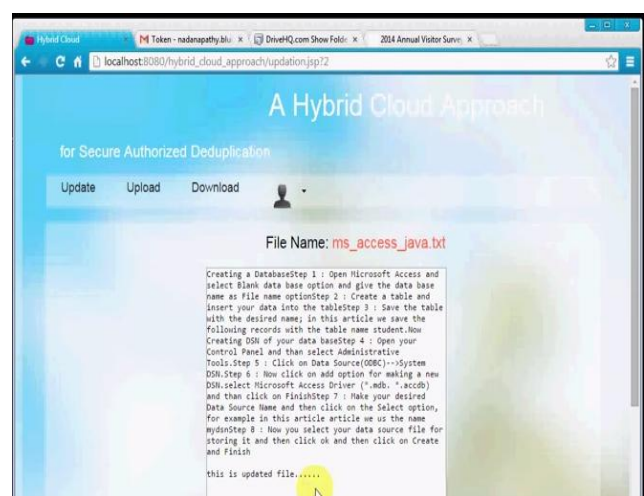 Hybrid Cloud
Token - nadanapathy.blu
DriveHQ.com Show Folde
2014 Annual Visitor Surve
localhost:8080/hybrid_cloud_approach/updation.jsp?2
A Hybrid Cloud Approach
for Secure Authorized Deduplication
Update Upload Download
File Name: ms_access_java.txt
Creating a DatabaseStep 1 : Open Microsoft Access and
select Blank data base option and give the data base
name as File name optionStep 2 : Create a table and
insert your data into the tableStep 3 : Save the table
with the desired name; in this article we save the
following records with the table name student.Now
Creating DSN of your data baseStep 4 : Open your
Control Panel and than select Administrative
Tools.Step 5 : Click on Data Source(ODBC)-->System
DSN.Step 6 : Now click on add option for making a new
DSN.select Microsoft Access Driver (*.mdb. *.accdb)
and than click on FinishStep 7 : Make your desired
Data Source Name and then click on the Select option,
for example in this article article we us the name
mydsnStep 8 : Now you select your data source file for
storing it and then click ok and then click on Create
and Finish
this is updated file......